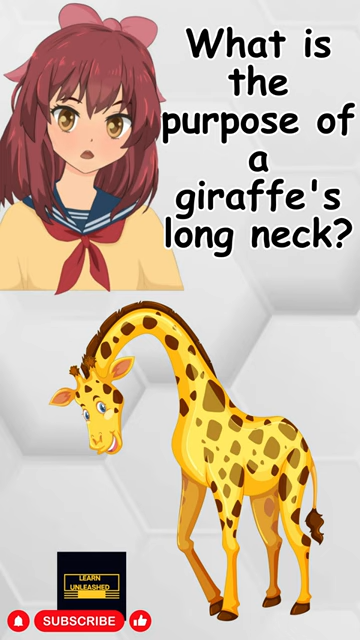 What is
the
purpose of
a
giraffe's
long neck?
LEARN
UNLEASHED
SUBSCRIBE